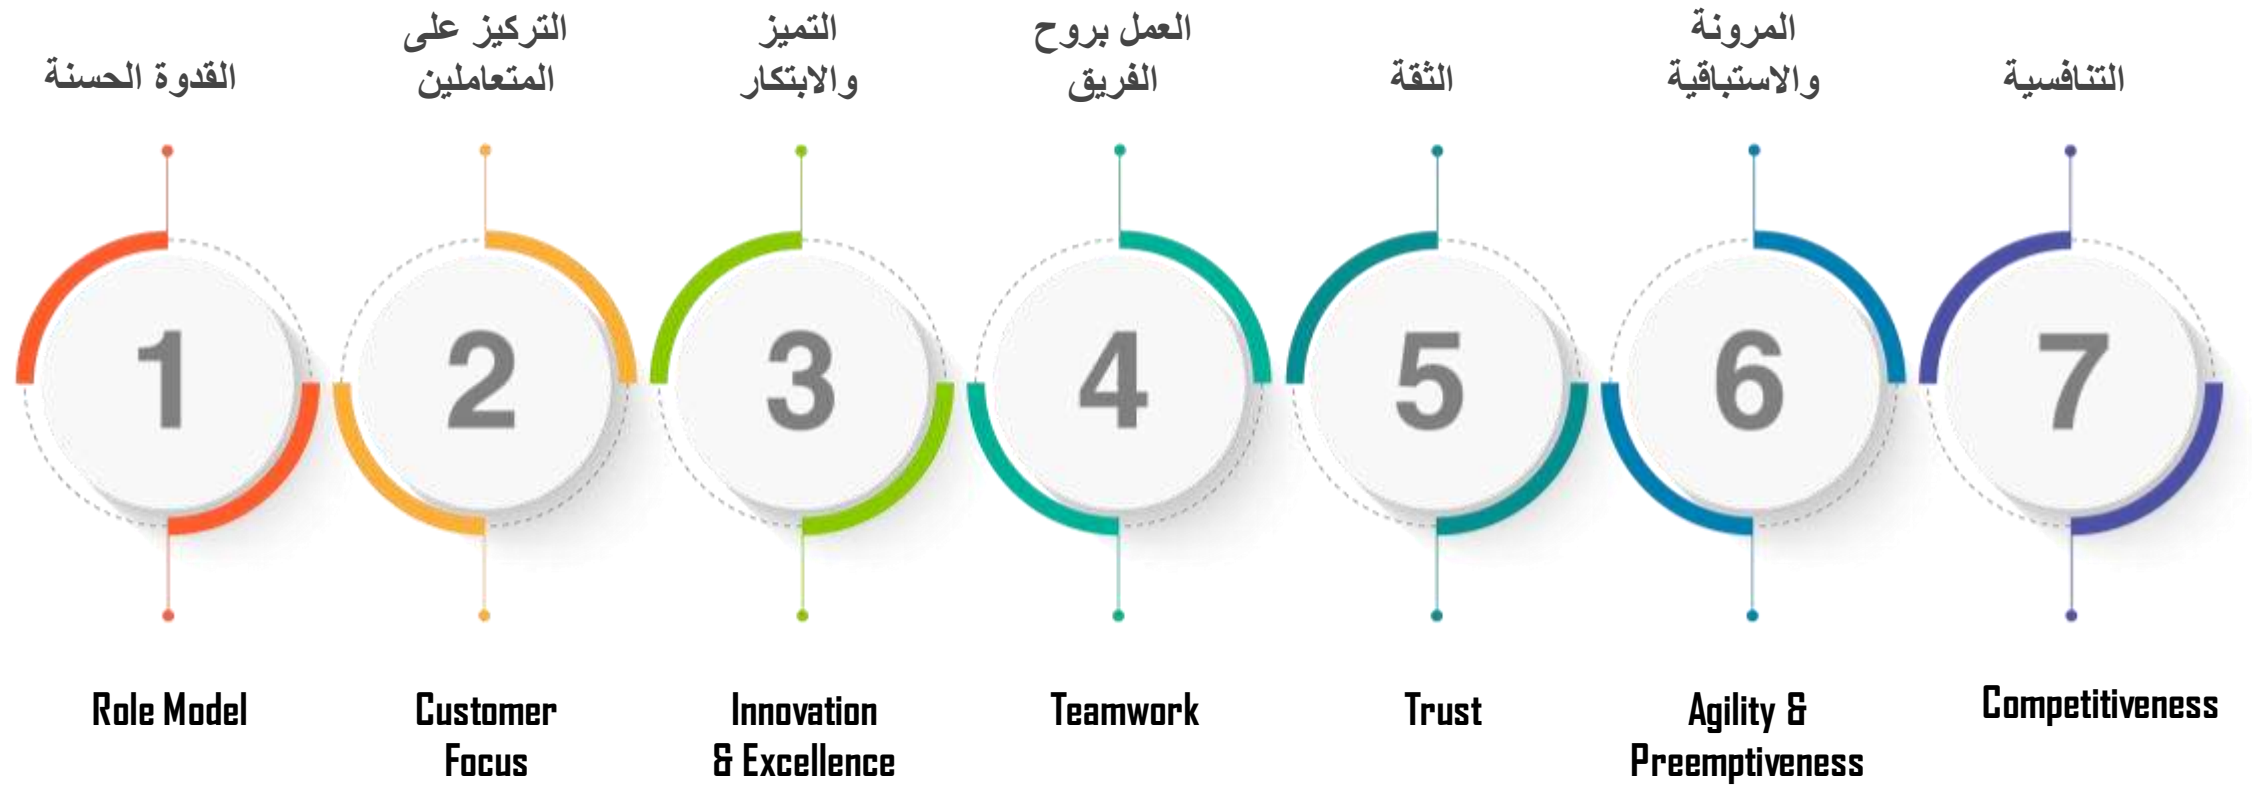 القدوة الحسنة
التركيز على
المتعاملين
التميز
والابتكار
العمل بروح
الفريق
الثقة
المرونة
والاستباقية
التنافسية
1
2
3
4
5
6
7
Role Model
Customer
Focus
Innovation
& Excellence
Teamwork
Trust
Agility &
Preemptiveness
Competitiveness